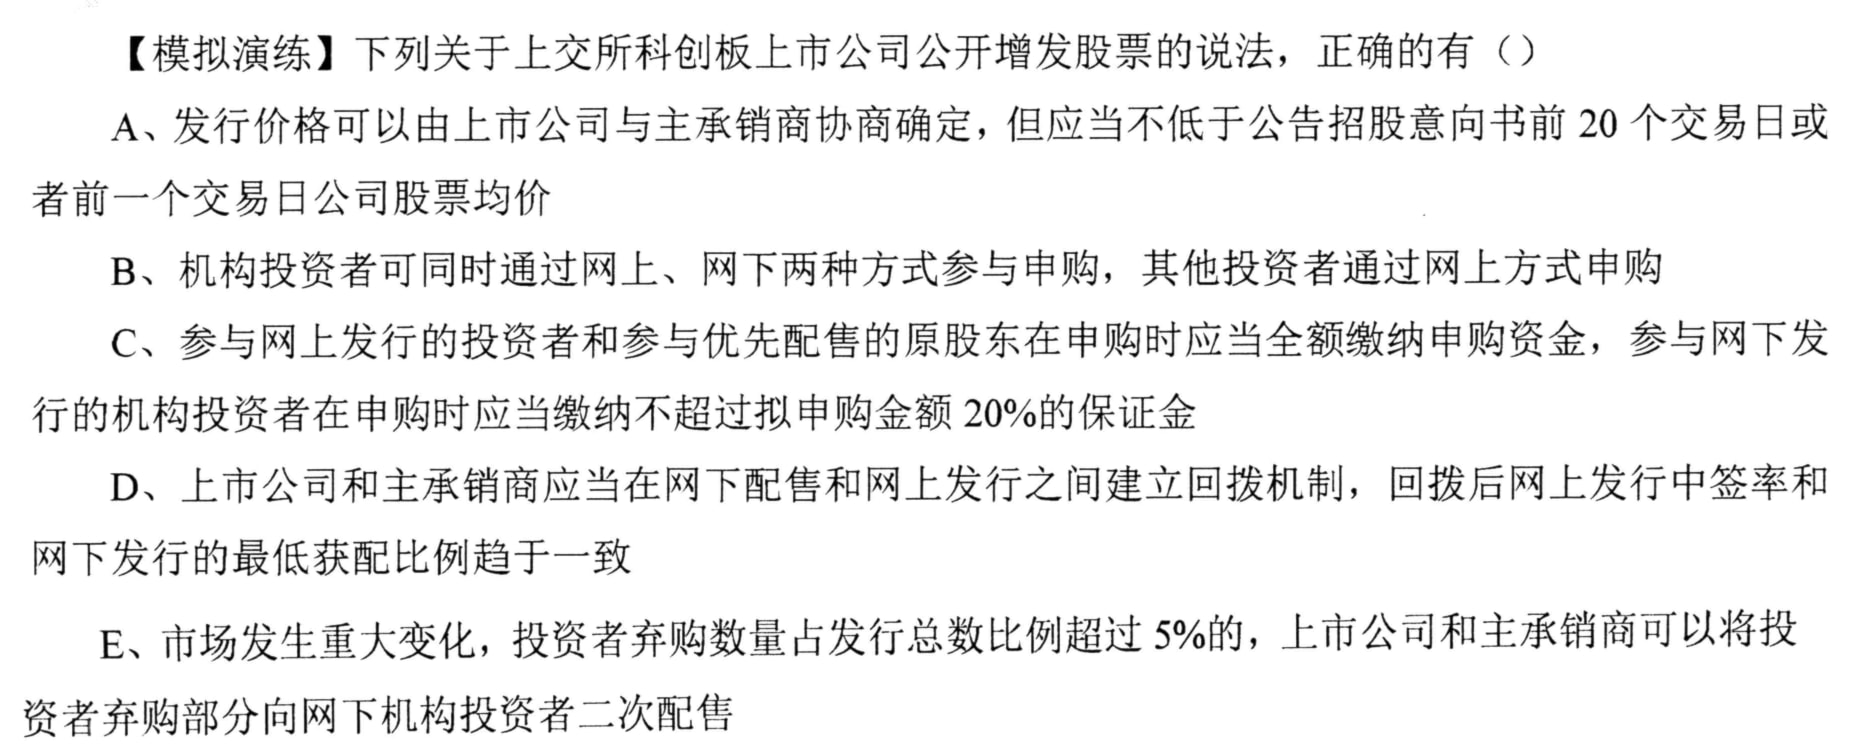 【模拟演练】下列关于上交所科创板上市公司公开增发股票的说法，正确的有（）
A、发行价格可以由上市公司与主承销商协商确定，但应当不低于公告招股意向书前 20 个交易日或
者前一个交易日公司股票均价
B、机构投资者可同时通过网上、网下两种方式参与申购，其他投资者通过网上方式申购
C、参与网上发行的投资者和参与优先配售的原股东在申购时应当全额缴纳申购资金，参与网下发
行的机构投资者在申购时应当缴纳不超过拟申购金额 20%的保证金
D、上市公司和主承销商应当在网下配售和网上发行之间建立回拨机制，回拨后网上发行中签率和
网下发行的最低获配比例趋于一致
E、市场发生重大变化，投资者弃购数量占发行总数比例超过 5%的，上市公司和主承销商可以将投
资者弃购部分向网下机构投资者二次配售